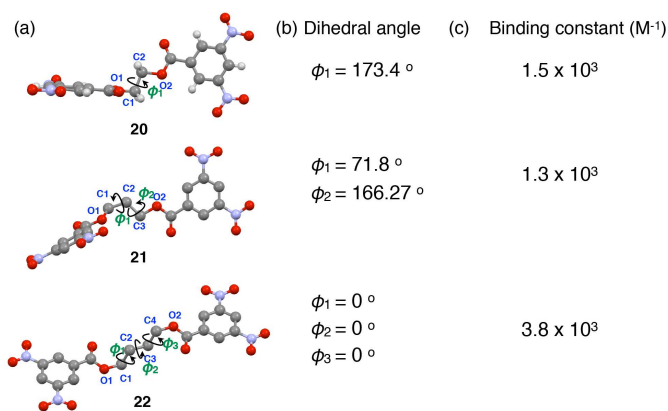 (a) (b) Dihedral angle (c) Binding constant (M⁻¹)
C2
O1
O2
C1
ϕ₁
20
ϕ₁ = 173.4 º
1.5 x 10³
C1
C2
ϕ₂
O2
O1
ϕ₁
C3
21
ϕ₁ = 71.8 º
ϕ₂ = 166.27 º
1.3 x 10³
C4
O2
C2
ϕ
C3
ϕ₃
O1
C1
ϕ₂
22
ϕ₁ = 0 º
ϕ₂ = 0 º
ϕ₃ = 0 º
3.8 x 10³